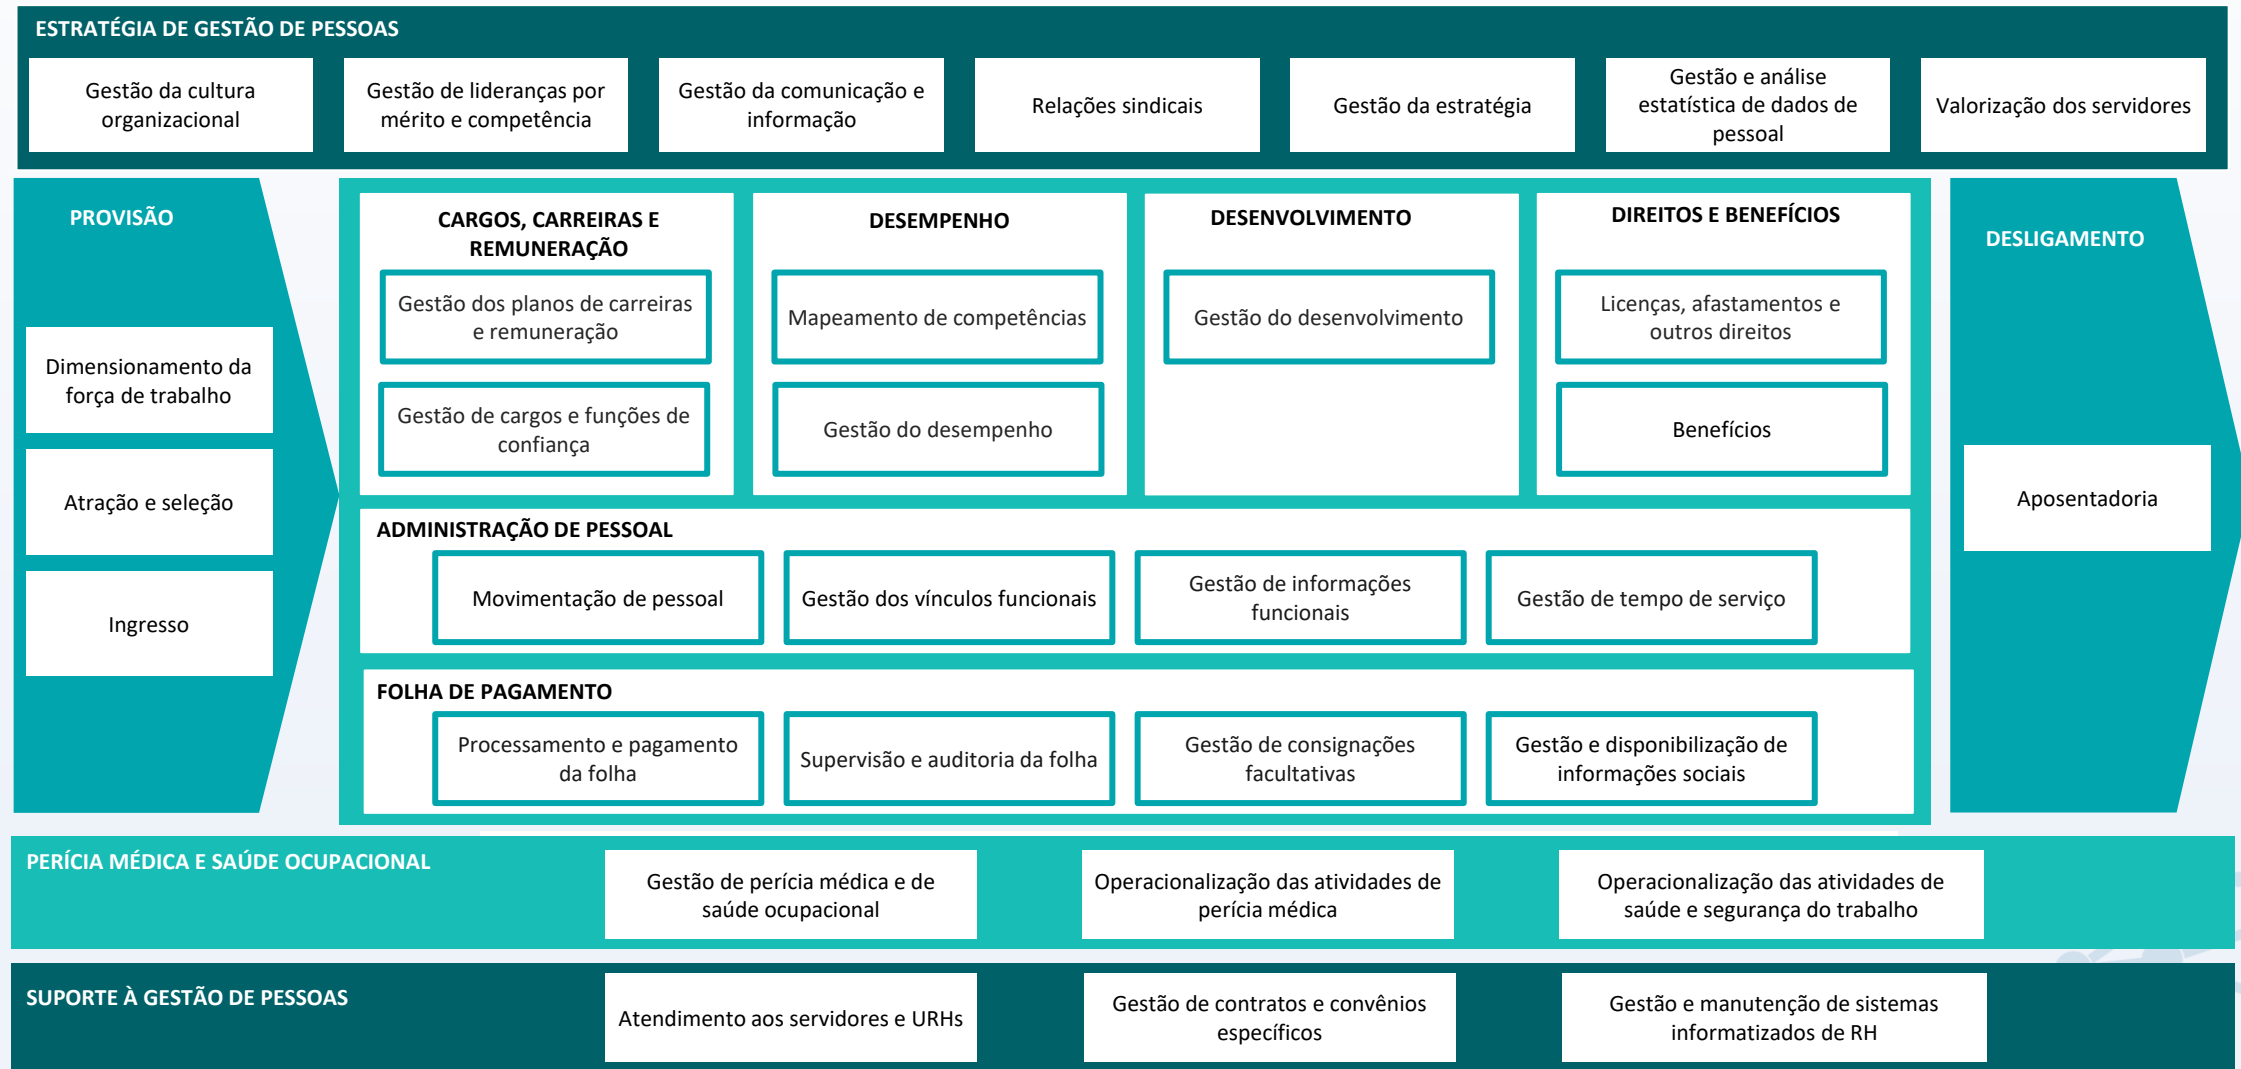 ESTRATÉGIA DE GESTÃO DE PESSOAS
Gestão da cultura
organizacional
Gestão de lideranças por
mérito e competência
Gestão da comunicação e
informação
Relações sindicais
Gestão da estratégia
Gestão e análise
estatística de dados de
pessoal
Valorização dos servidores
PROVISÃO
Dimensionamento da
força de trabalho
Atração e seleção
Ingresso
CARGOS, CARREIRAS E
REMUNERAÇÃO
Gestão dos planos de carreiras
e remuneração
Gestão de cargos e funções de
confiança
DESEMPENHO
Mapeamento de competências
Gestão do desempenho
DESENVOLVIMENTO
Gestão do desenvolvimento
DIREITOS E BENEFÍCIOS
Licenças, afastamentos e
outros direitos
Benefícios
ADMINISTRAÇÃO DE PESSOAL
Movimentação de pessoal
Gestão dos vínculos funcionais
Gestão de informações
funcionais
Gestão de tempo de serviço
FOLHA DE PAGAMENTO
Processamento e pagamento
da folha
Supervisão e auditoria da folha
Gestão de consignações
facultativas
Gestão e disponibilização de
informações sociais
DESLIGAMENTO
Aposentadoria
PERÍCIA MÉDICA E SAÚDE OCUPACIONAL
Gestão de perícia médica e de
saúde ocupacional
Operacionalização das atividades de
perícia médica
Operacionalização das atividades de
saúde e segurança do trabalho
SUPORTE À GESTÃO DE PESSOAS
Atendimento aos servidores e URHs
Gestão de contratos e convênios
específicos
Gestão e manutenção de sistemas
informatizados de RH